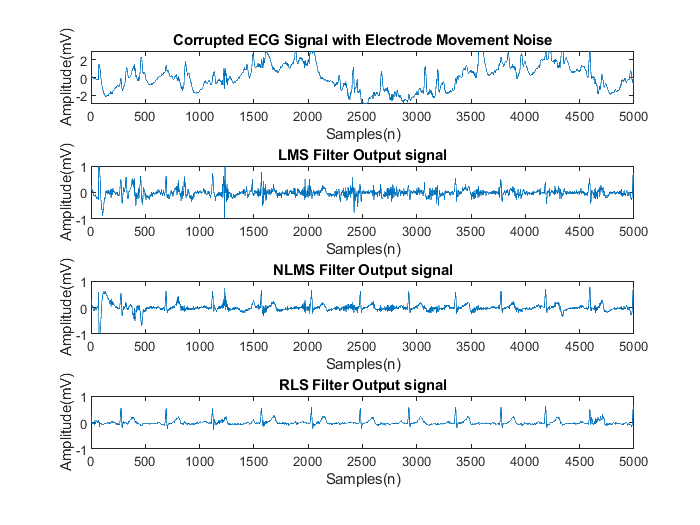 Corrupted ECG Signal with Electrode Movement Noise
Amplitude(mV)
2
0
-2
0 500 1000 1500 2000 2500 3000 3500 4000 4500 5000
Samples(n)
LMS Filter Output signal
Amplitude(mV)
1
0
-1
0 500 1000 1500 2000 2500 3000 3500 4000 4500 5000
Samples(n)
NLMS Filter Output signal
Amplitude(mV)
1
0
-1
0 500 1000 1500 2000 2500 3000 3500 4000 4500 5000
Samples(n)
RLS Filter Output signal
Amplitude(mV)
1
0
-1
0 500 1000 1500 2000 2500 3000 3500 4000 4500 5000
Samples(n)